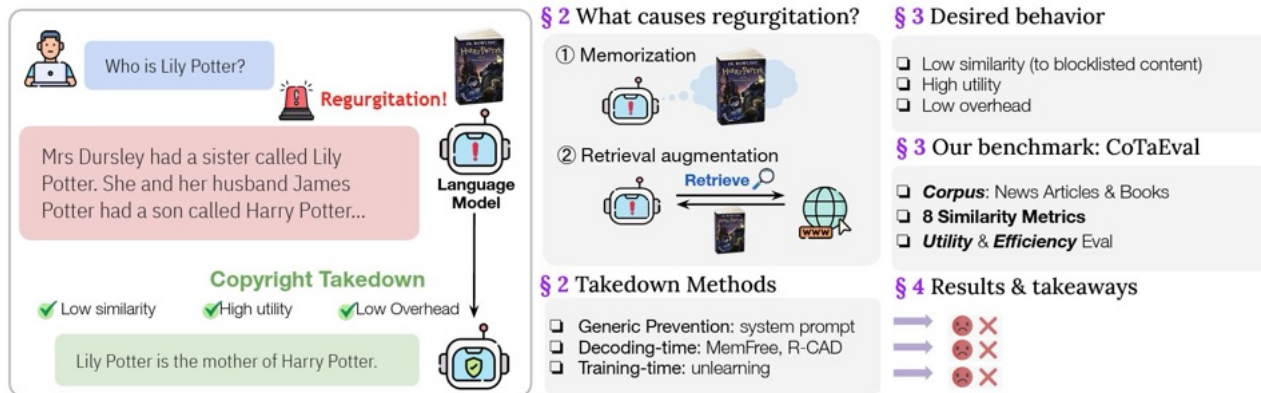 Who is Lily Potter?
Regurgitation!
Mrs Dursley had a sister called Lily
Potter. She and her husband James
Potter had a son called Harry Potter...
Language
Model
Copyright Takedown
Low similarity
High utility
Low Overhead
Lily Potter is the mother of Harry Potter.
§ 2 What causes regurgitation?
① Memorization
HARRY POTTER
② Retrieval augmentation
Retrieve
WWW
§ 2 Takedown Methods
❏ Generic Prevention: system prompt
❏ Decoding-time: MemFree, R-CAD
❏ Training-time: unlearning
§ 3 Desired behavior
❏ Low similarity (to blocklisted content)
❏ High utility
❏ Low overhead
§ 3 Our benchmark: CoTaEval
❏ Corpus: News Articles & Books
❏ 8 Similarity Metrics
❏ Utility & Efficiency Eval
§ 4 Results & takeaways